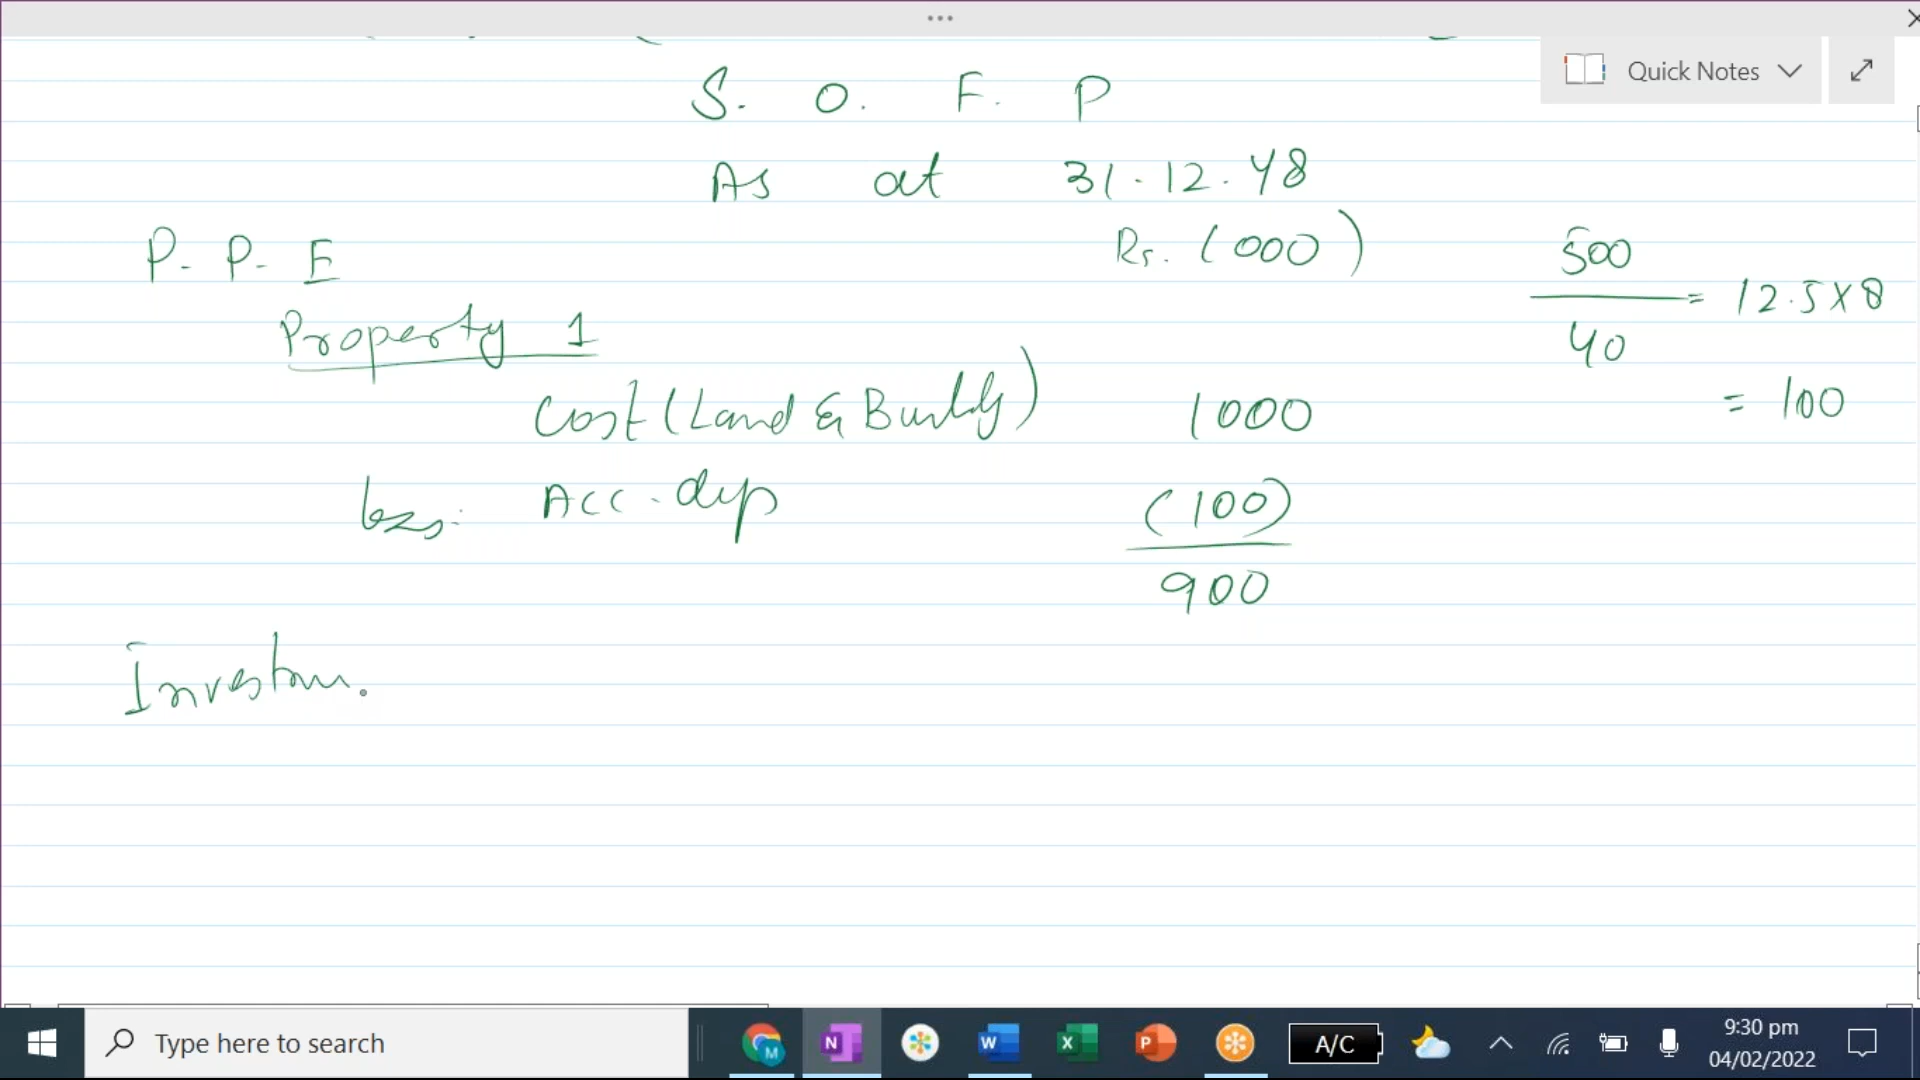 ...
Quick Notes
S. O. F. P
As at 31.12.48
P. P. E
Rs. (000)
Property 1
500
40
= 12.5 X 8
= 100
Cost (Land & Buildg) 1000
less: Acc. dep (100)
900
Investm.
Type here to search
A/C
9:30 pm
04/02/2022